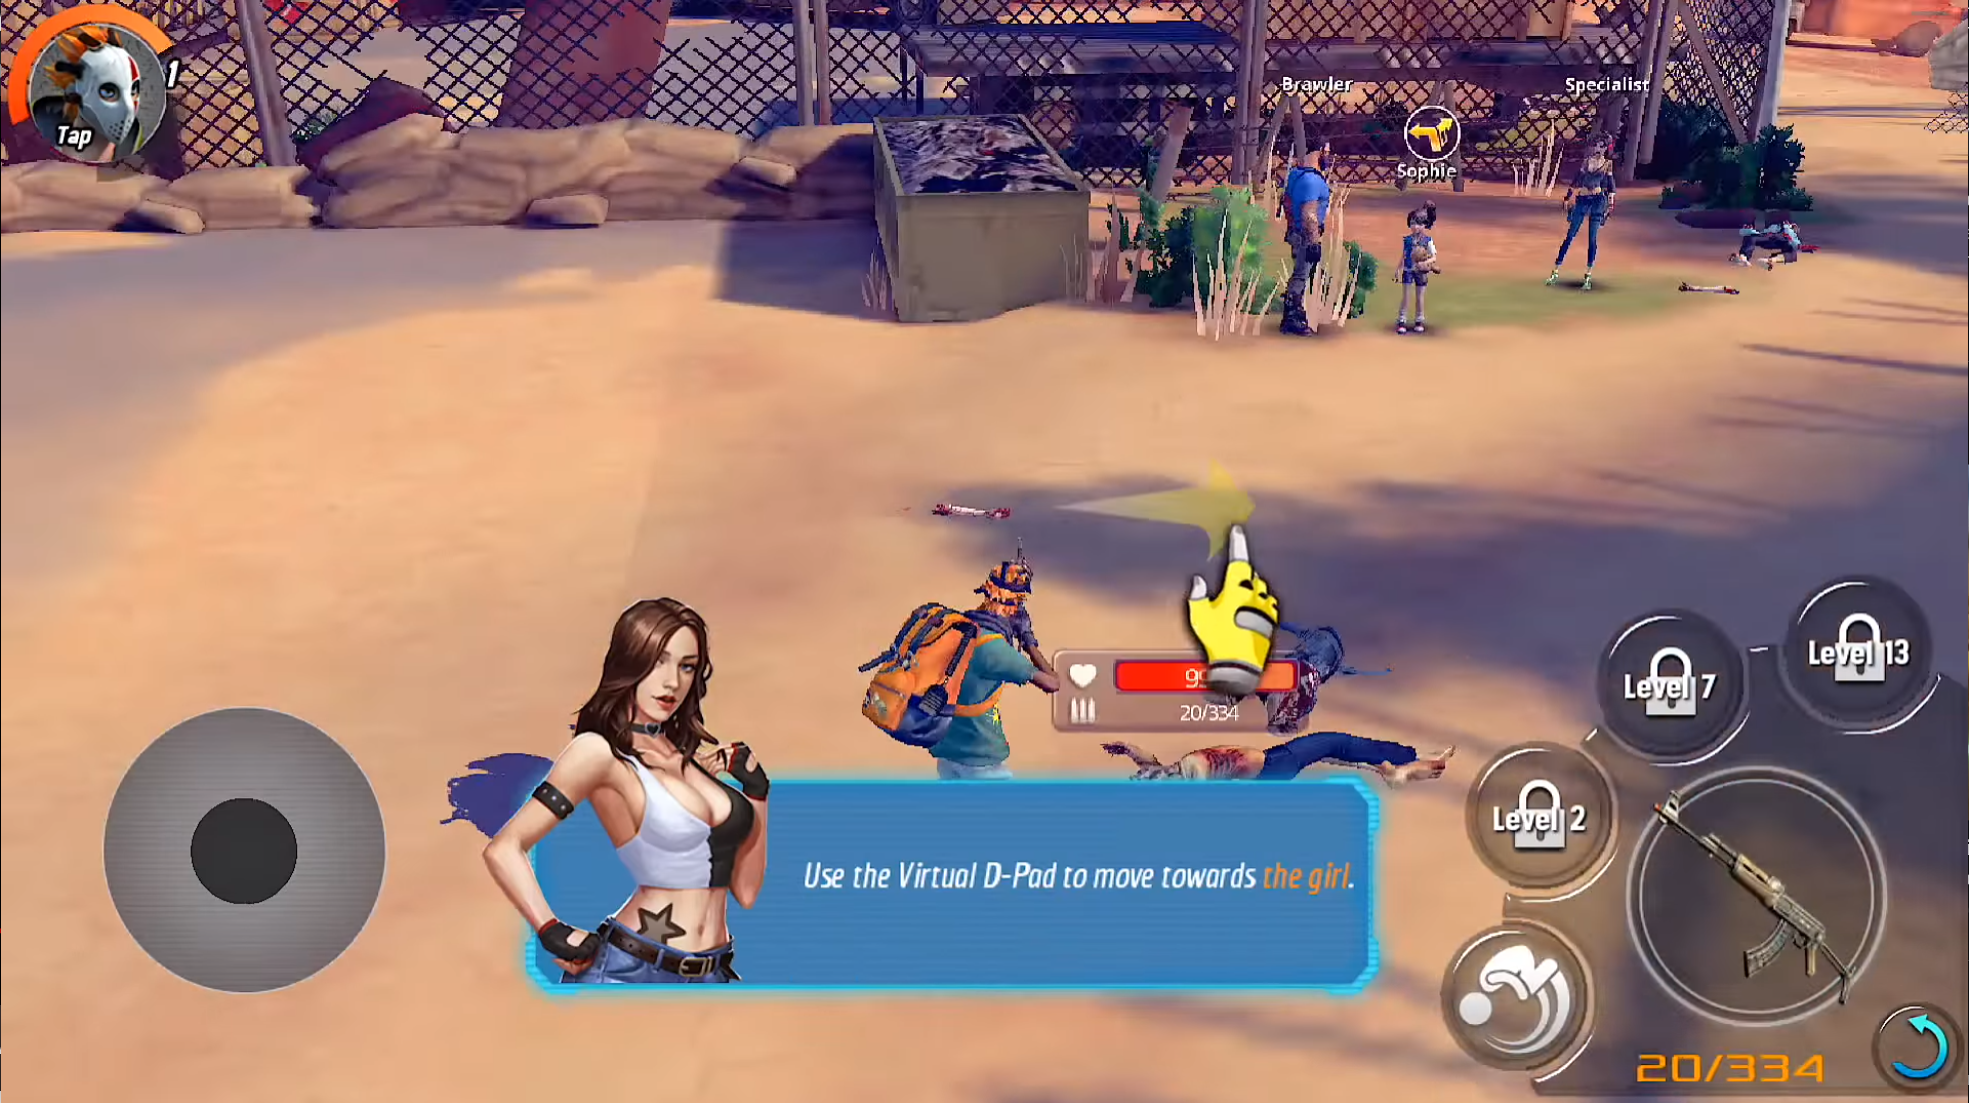 1
Tap
Brawler
Specialist
Sophie
20/334
Level 13
Level 7
Level 2
Use the Virtual D-Pad to move towards the girl.
20/334